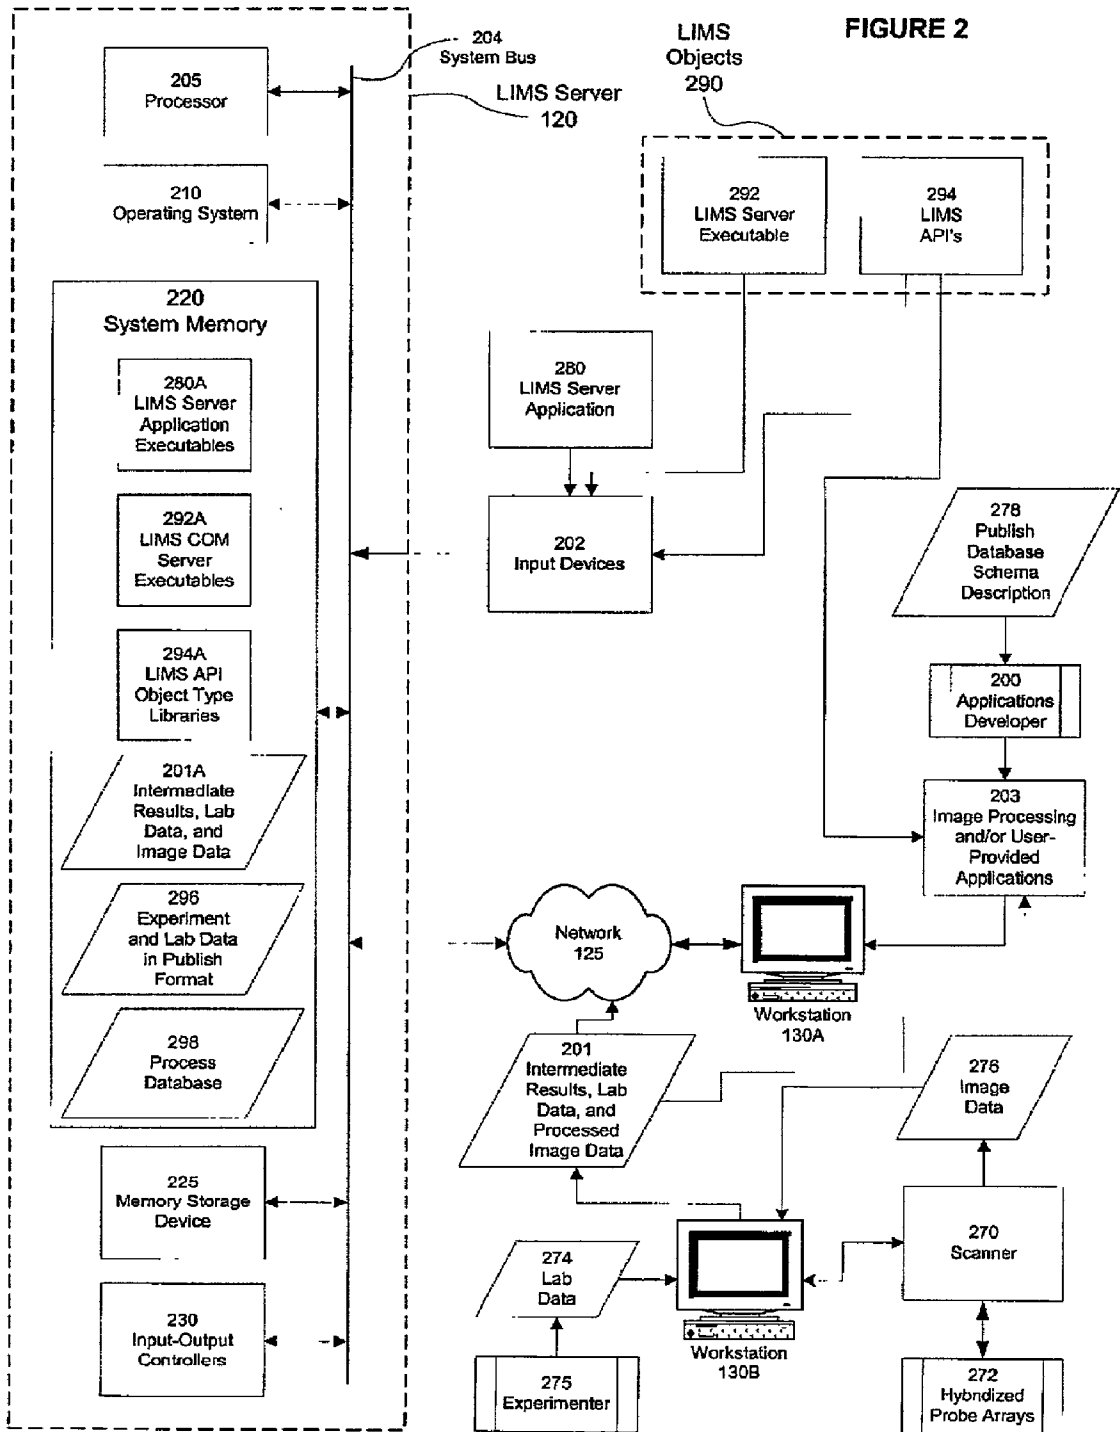 FIGURE 2
204
System Bus
LIMS Server
120
LIMS
Objects
290
205
Processor
210
Operating System
292
LIMS Server
Executable
294
LIMS
API's
220
System Memory
280A
LIMS Server
Application
Executables
292A
LIMS COM
Server
Executables
294A
LIMS API
Object Type
Libraries
201A
Intermediate
Results, Lab
Data, and
Image Data
296
Experiment
and Lab Data
in Publish
Format
298
Process
Database
225
Memory Storage
Device
230
Input-Output
Controllers
280
LIMS Server
Application
202
Input Devices
278
Publish
Database
Schema
Description
200
Applications
Developer
203
Image Processing
and/or User-
Provided
Applications
Network
125
Workstation
130A
201
Intermediate
Results, Lab
Data, and
Processed
Image Data
276
Image
Data
274
Lab
Data
270
Scanner
Workstation
130B
275
Experimenter
272
Hybridized
Probe Arrays